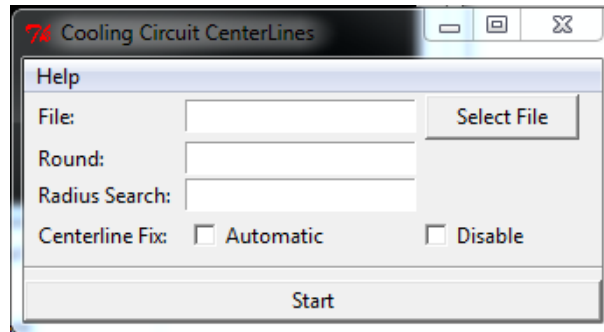 Cooling Circuit CenterLines
Help
File: Select File
Round:
Radius Search:
Centerline Fix: Automatic Disable
Start